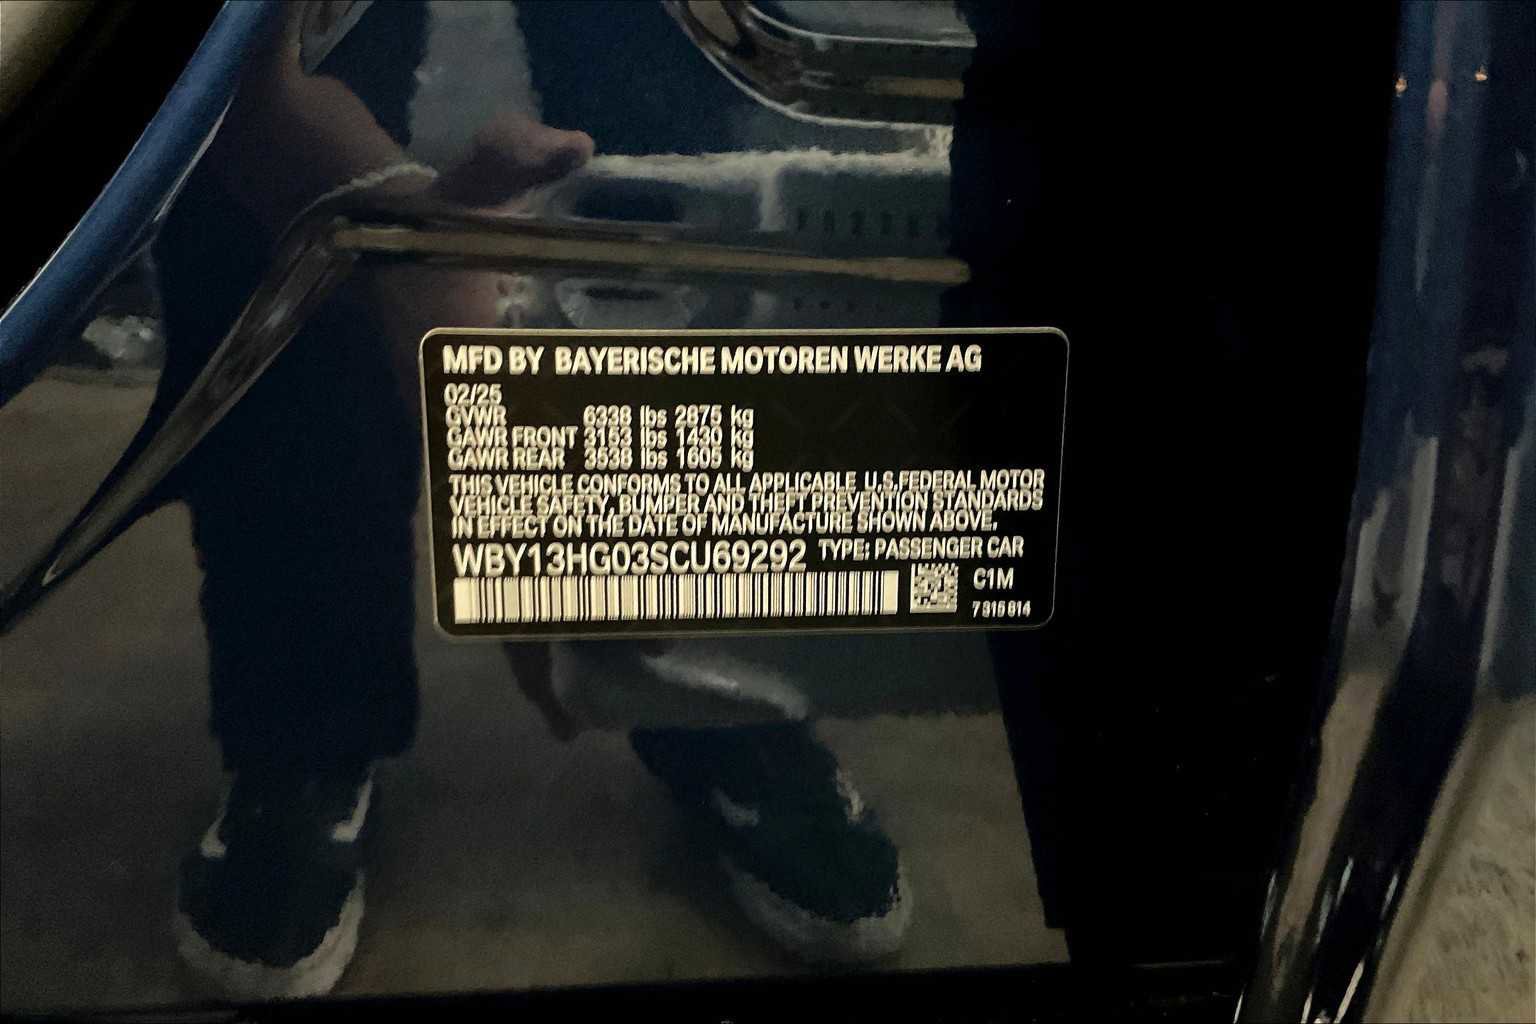 MFD BY BAYERISCHE MOTOREN WERKE AG
02/25
GVWR 6338 lbs 2875 kg
GAWR FRONT 3153 lbs 1430 kg
GAWR REAR 3538 lbs 1605 kg
THIS VEHICLE CONFORMS TO ALL APPLICABLE U.S.FEDERAL MOTOR
VEHICLE SAFETY, BUMPER AND THEFT PREVENTION STANDARDS
IN EFFECT ON THE DATE OF MANUFACTURE SHOWN ABOVE.
WBY13HG03SCU69292 TYPE: PASSENGER CAR
C1M
7 315 814